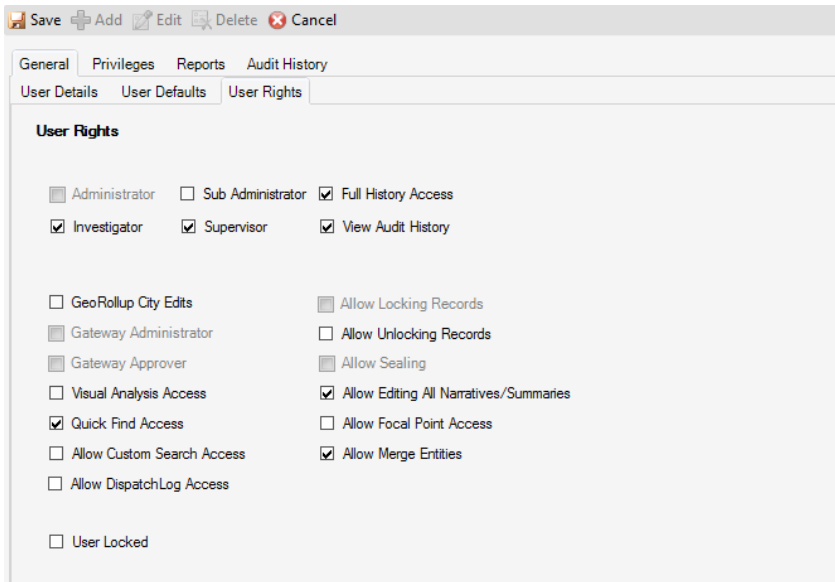 Save Add Edit Delete Cancel
General Privileges Reports Audit History
User Details User Defaults User Rights
User Rights
Administrator Sub Administrator Full History Access
Investigator Supervisor View Audit History
GeoRollup City Edits Allow Locking Records
Gateway Administrator Allow Unlocking Records
Gateway Approver Allow Sealing
Visual Analysis Access Allow Editing All Narratives/Summaries
Quick Find Access Allow Focal Point Access
Allow Custom Search Access Allow Merge Entities
Allow DispatchLog Access
User Locked